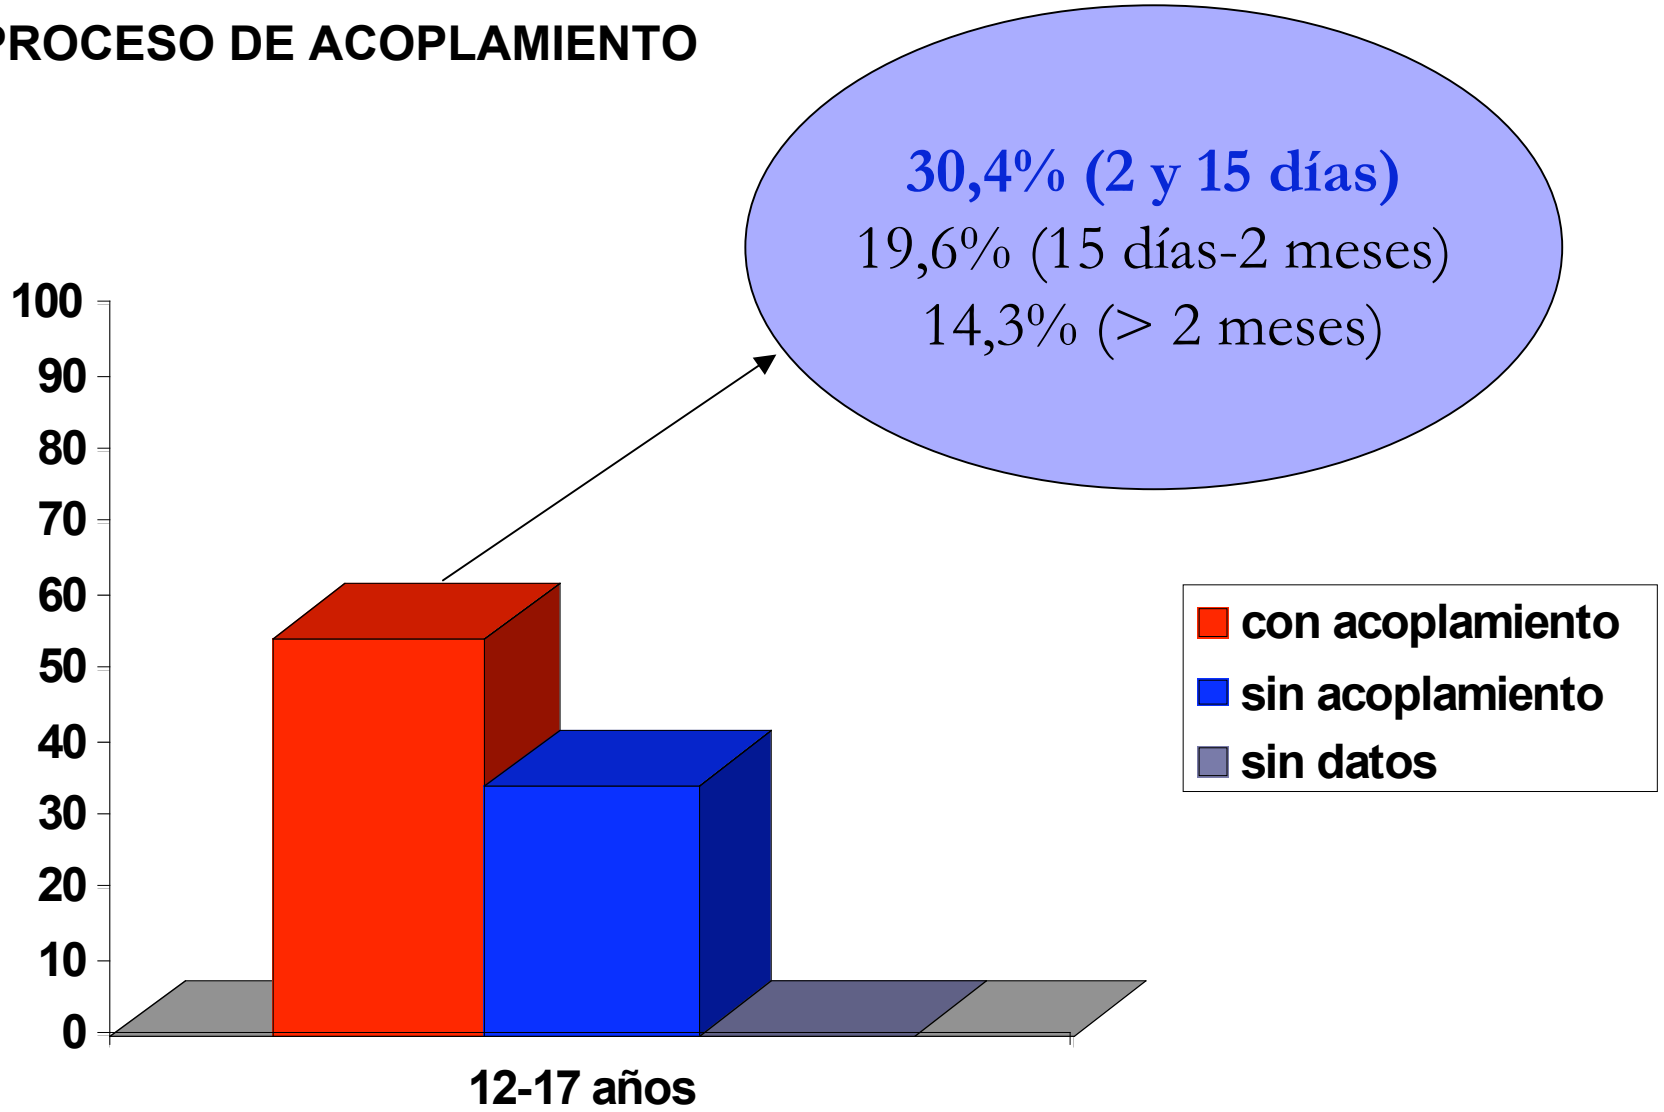 PROCESO DE ACOPLAMIENTO
30,4% (2 y 15 días)
19,6% (15 días-2 meses)
14,3% (> 2 meses)
100
90
80
70
60
50
40
30
20
10
0
12-17 años
con acoplamiento
sin acoplamiento
sin datos